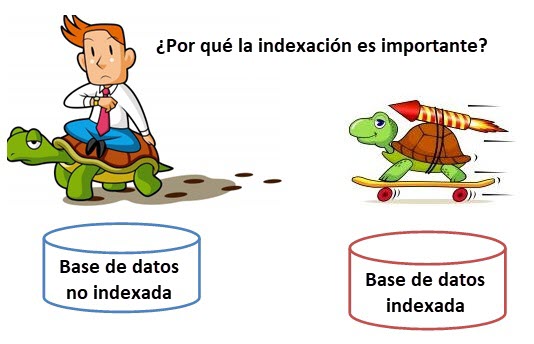 ¿Por qué la indexación es importante?
Base de datos
no indexada
Base de datos
indexada